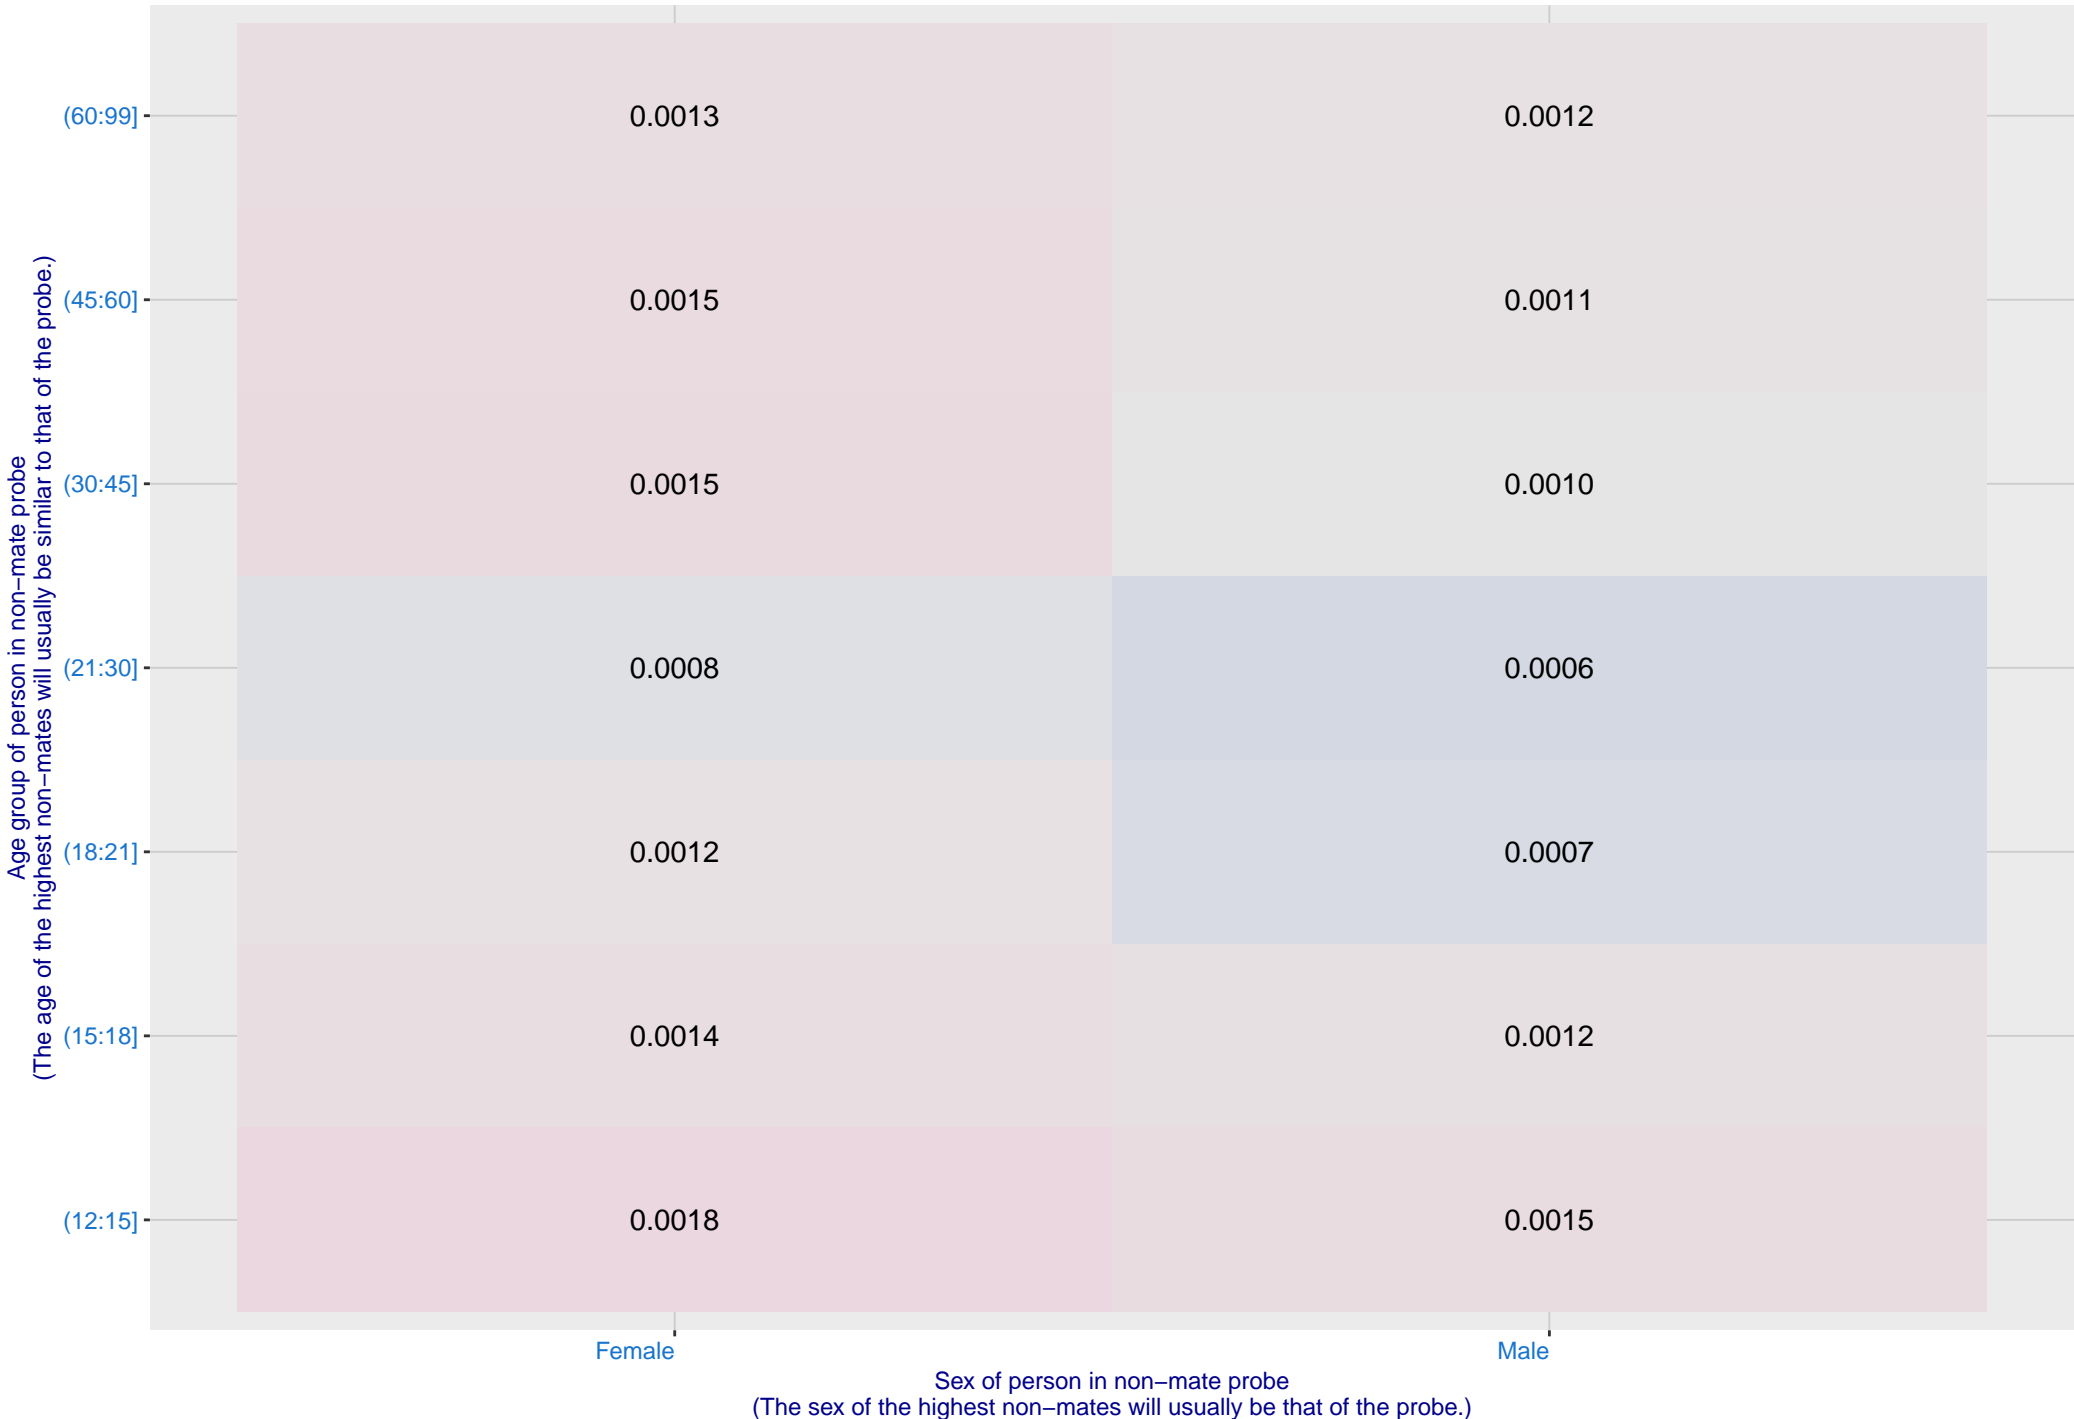 Age group of person in non−mate probe
(The age of the highest non−mates will usually be similar to that of the probe.)
(60:99] 0.0013 0.0012
(45:60] 0.0015 0.0011
(30:45] 0.0015 0.0010
(21:30] 0.0008 0.0006
(18:21] 0.0012 0.0007
(15:18] 0.0014 0.0012
(12:15] 0.0018 0.0015
Female Male
Sex of person in non−mate probe
(The sex of the highest non−mates will usually be that of the probe.)